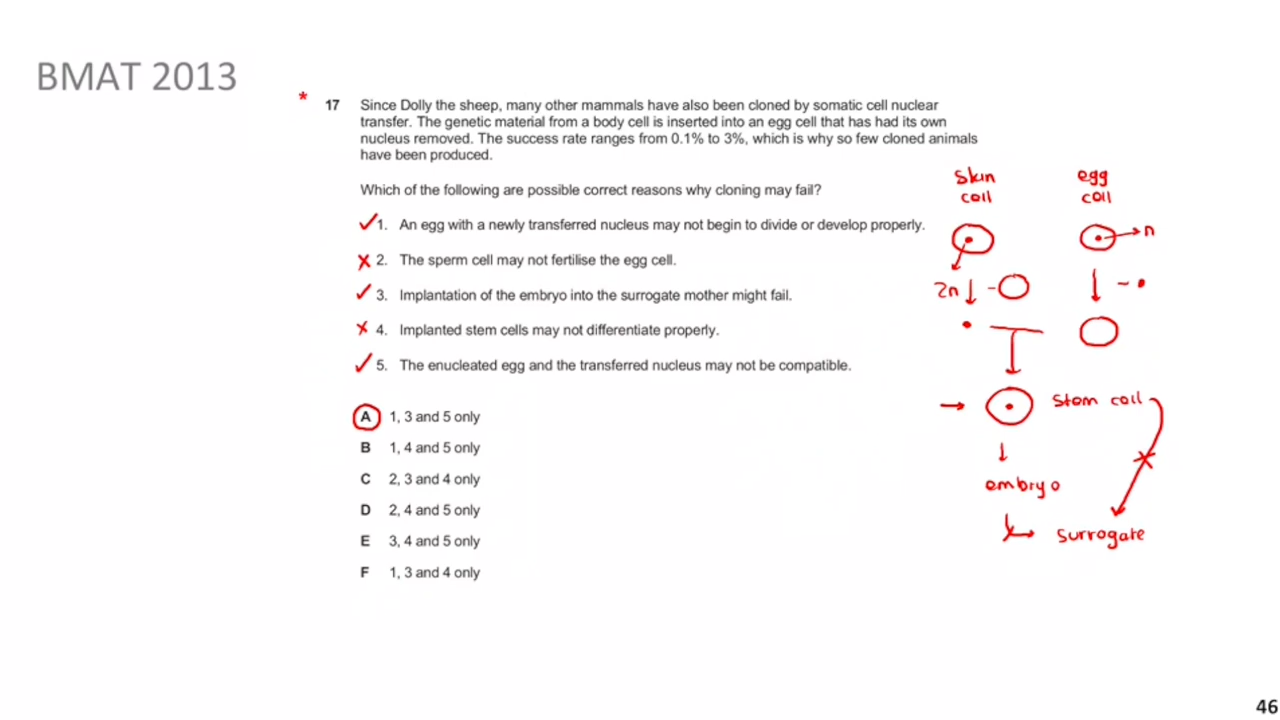 BMAT 2013
* 17 Since Dolly the sheep, many other mammals have also been cloned by somatic cell nuclear
transfer. The genetic material from a body cell is inserted into an egg cell that has had its own
nucleus removed. The success rate ranges from 0.1% to 3%, which is why so few cloned animals
have been produced.
Which of the following are possible correct reasons why cloning may fail?
✓ 1. An egg with a newly transferred nucleus may not begin to divide or develop properly.
✗ 2. The sperm cell may not fertilise the egg cell.
✓ 3. Implantation of the embryo into the surrogate mother might fail.
✗ 4. Implanted stem cells may not differentiate properly.
✓ 5. The enucleated egg and the transferred nucleus may not be compatible.
A 1, 3 and 5 only
B 1, 4 and 5 only
C 2, 3 and 4 only
D 2, 4 and 5 only
E 3, 4 and 5 only
F 1, 3 and 4 only
skin
cell
egg
cell
n
2n
stem cell
embryo
surrogate
46